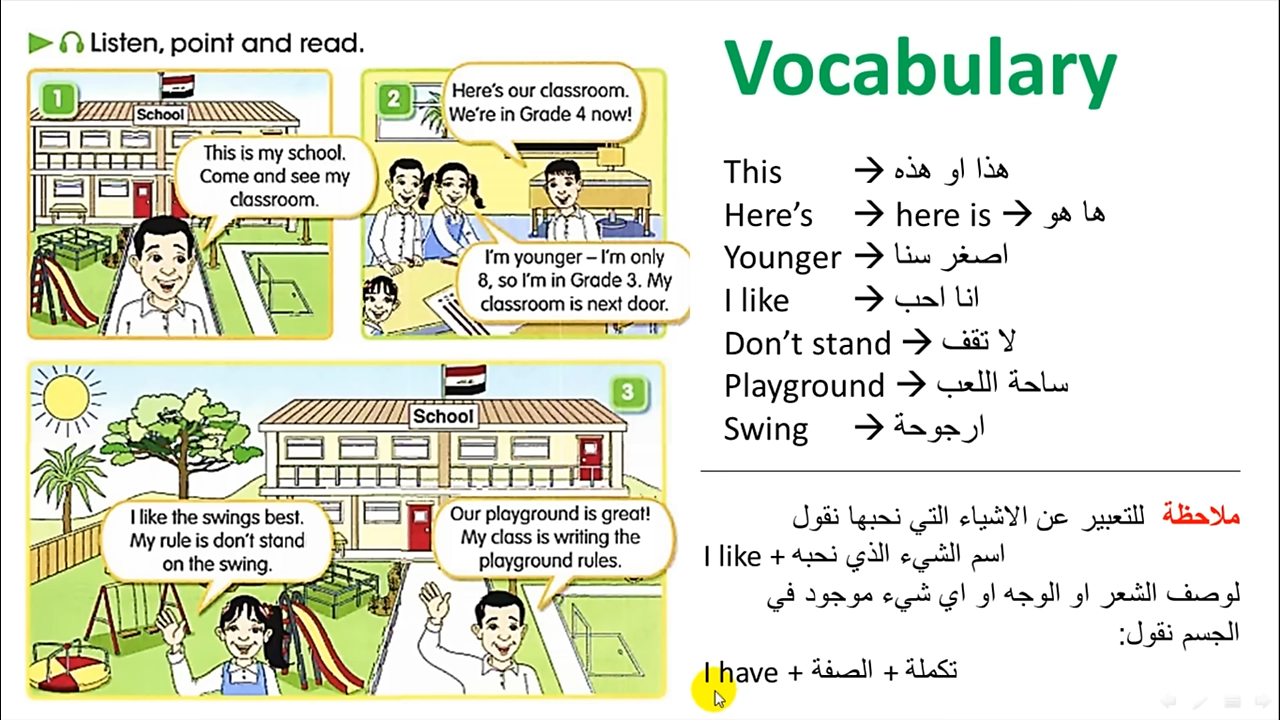 Listen, point and read.
1
School
This is my school.
Come and see my
classroom.
2
Here's our classroom.
We're in Grade 4 now!
I'm younger – I'm only
8, so I'm in Grade 3. My
classroom is next door.
3
School
I like the swings best.
My rule is don't stand
on the swing.
Our playground is great!
My class is writing the
playground rules.
Vocabulary
This → هذا او هذه
Here's → here is → ها هو
Younger → اصغر سنا
I like → انا احب
Don't stand → لا تقف
Playground → ساحة اللعب
Swing → ارجوحة
ملاحظة للتعبير عن الاشياء التي نحبها نقول
I like + اسم الشيء الذي نحبه
لوصف الشعر او الوجه او اي شيء موجود في
الجسم نقول:
I have + الصفة + تكملة